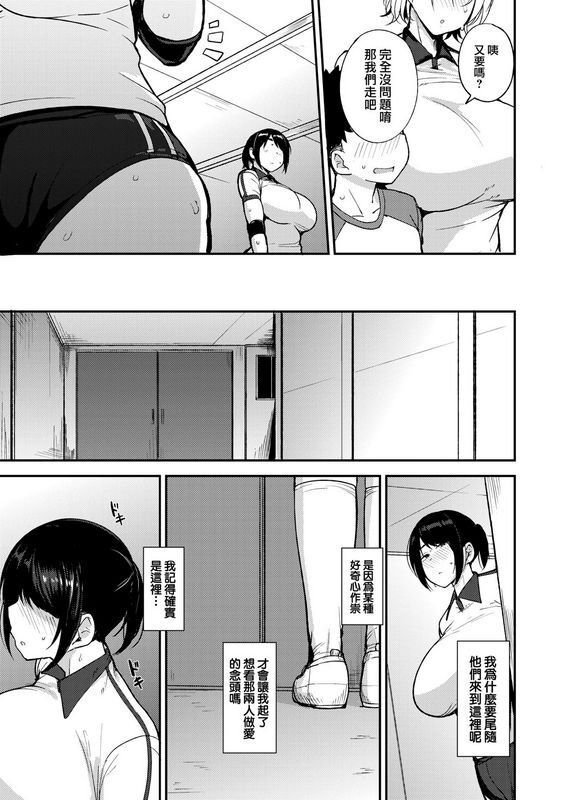 咦
又要嗎？
完全沒問題唷
那我們走吧
我為什麼要尾隨
他們來到這裡呢
是因為某種
好奇心作祟
才會讓我起了
想看那兩人做愛
的念頭嗎
ドキ
ドキ
我記得確實
是這裡…